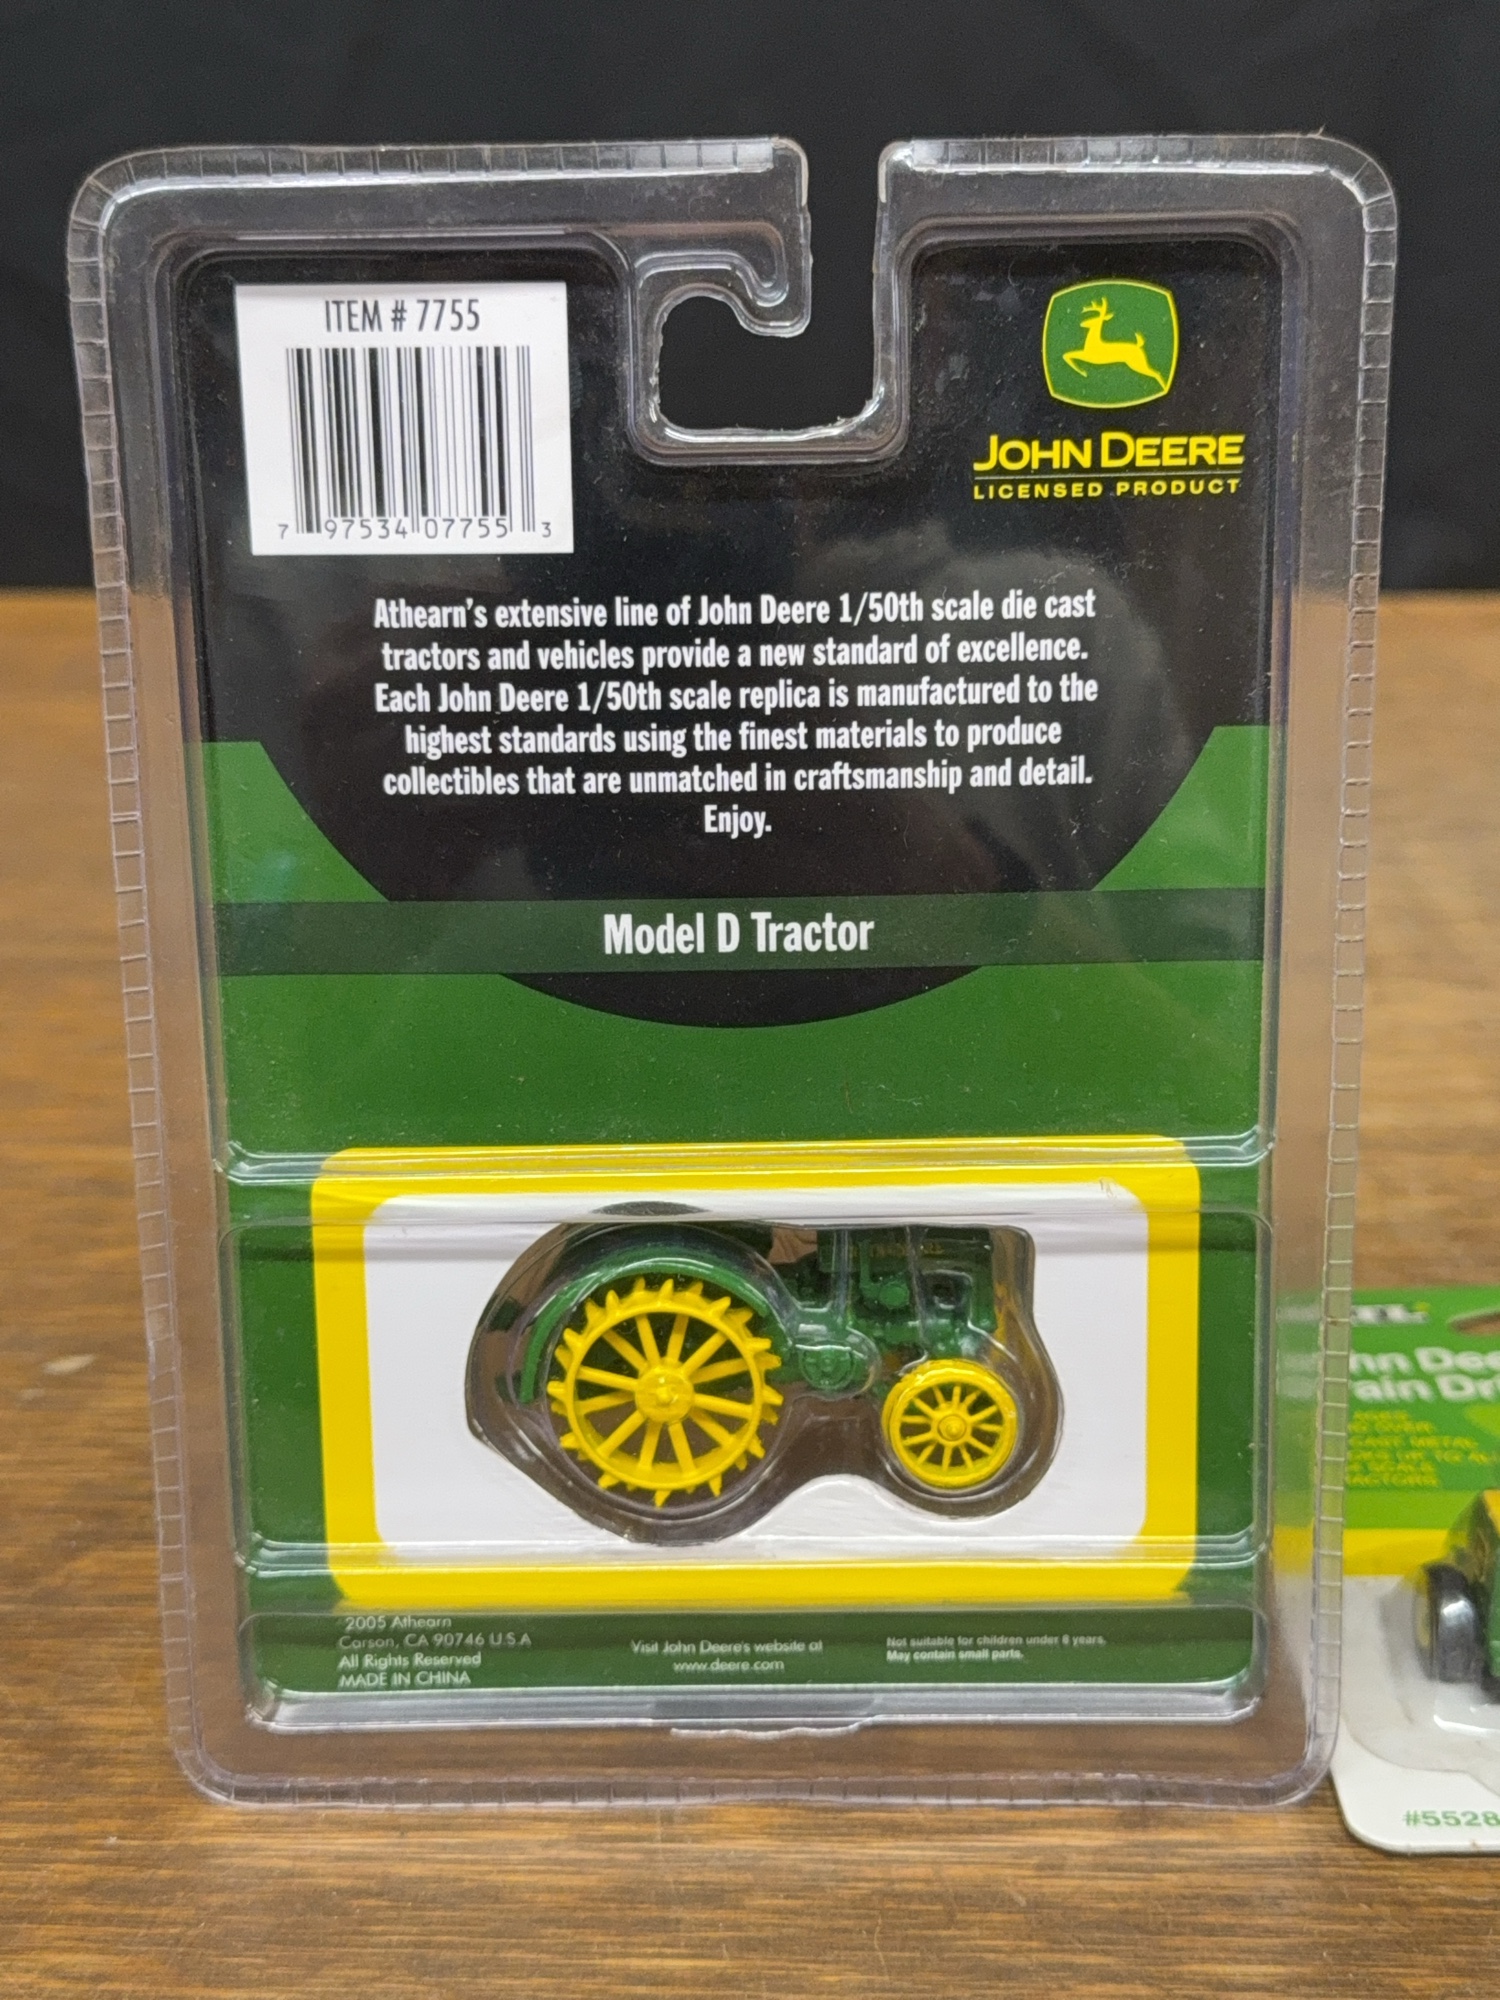 ITEM # 7755
7 97534 07755 3
JOHN DEERE
LICENSED PRODUCT
Athearn's extensive line of John Deere 1/50th scale die cast
tractors and vehicles provide a new standard of excellence.
Each John Deere 1/50th scale replica is manufactured to the
highest standards using the finest materials to produce
collectibles that are unmatched in craftsmanship and detail.
Enjoy.
Model D Tractor
2005 Athearn
Carson, CA 90746 U.S.A
All Rights Reserved
MADE IN CHINA
Visit John Deere's website at
www.deere.com
Not suitable for children under 8 years.
May contain small parts.
#5528